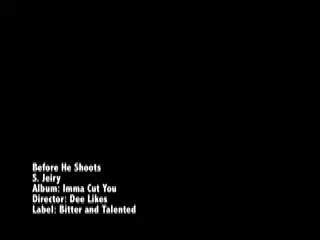 Before He Shoots
S. Jeiry
Album: Imma Cut You
Director: Dee Likes
Label: Bitter and Talented